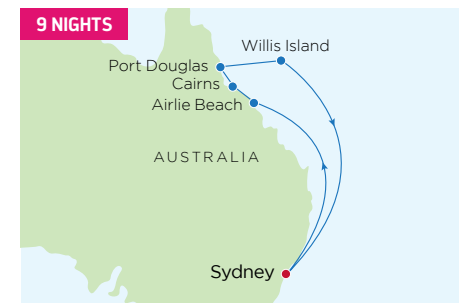 9 NIGHTS
Willis Island
Port Douglas
Cairns
Airlie Beach
AUSTRALIA
Sydney